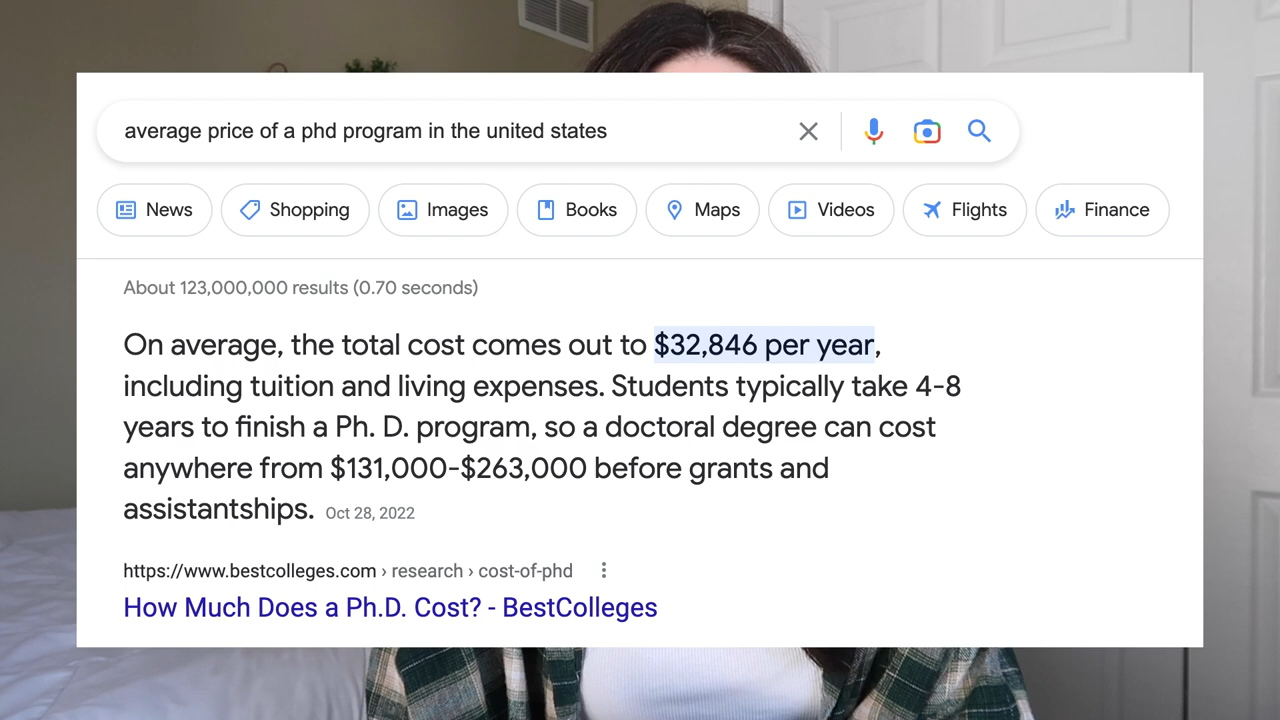 average price of a phd program in the united states
News Shopping Images Books Maps Videos Flights Finance
About 123,000,000 results (0.70 seconds)
On average, the total cost comes out to $32,846 per year,
including tuition and living expenses. Students typically take 4-8
years to finish a Ph. D. program, so a doctoral degree can cost
anywhere from $131,000-$263,000 before grants and
assistantships. Oct 28, 2022
https://www.bestcolleges.com › research › cost-of-phd
How Much Does a Ph.D. Cost? - BestColleges